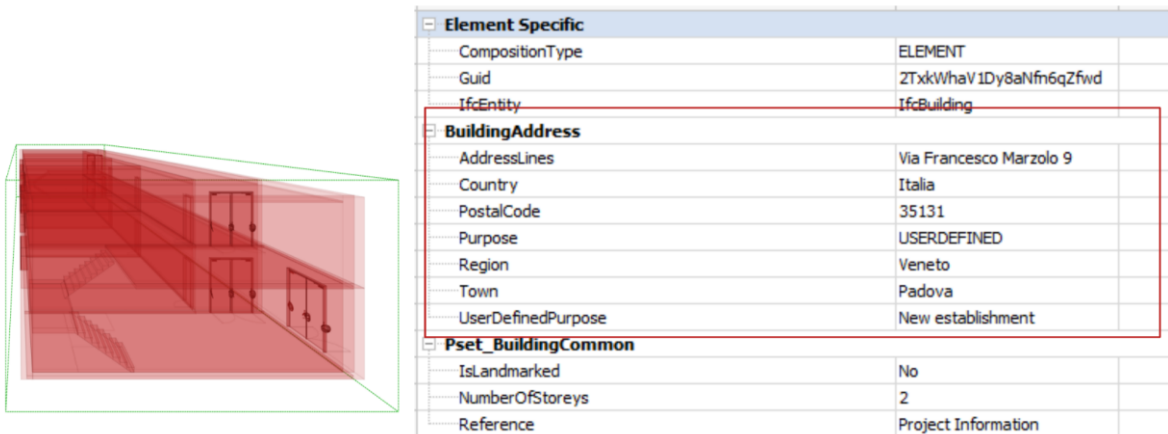 Element Specific
CompositionType ELEMENT
Guid 2TxkWhaV1Dy8aNfn6qZfwd
IfcEntity IfcBuilding
BuildingAddress
AddressLines Via Francesco Marzolo 9
Country Italia
PostalCode 35131
Purpose USERDEFINED
Region Veneto
Town Padova
UserDefinedPurpose New establishment
Pset_BuildingCommon
IsLandmarked No
NumberOfStoreys 2
Reference Project Information